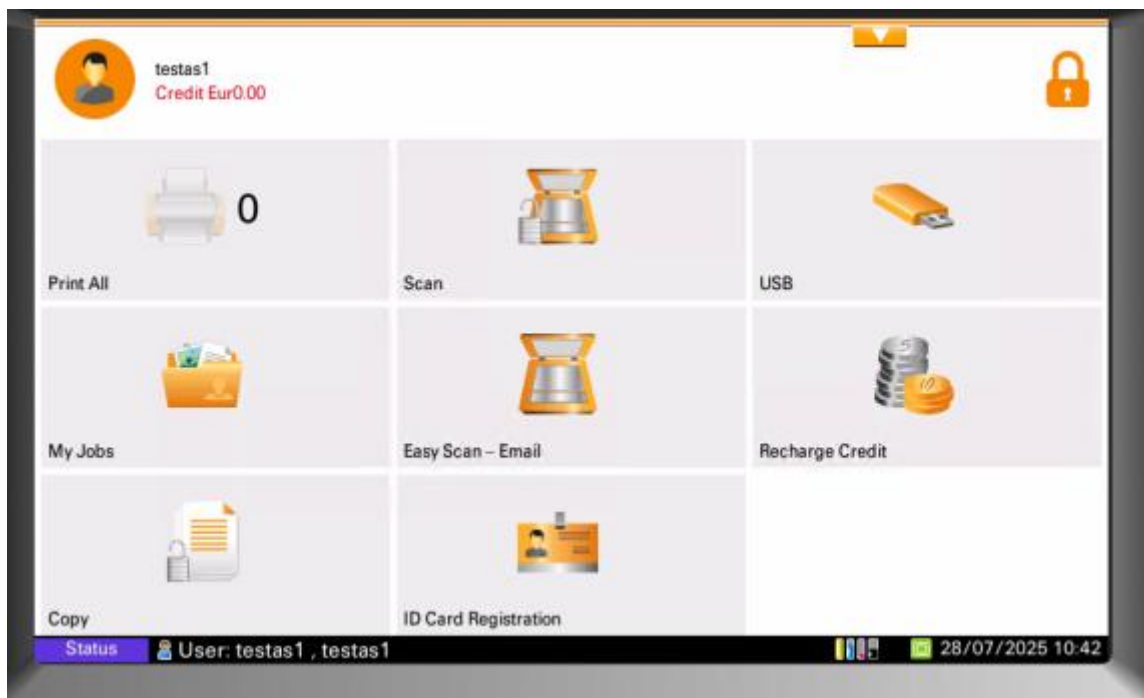 testas1
Credit Eur0.00
0
Print All
Scan
USB
My Jobs
Easy Scan – Email
Recharge Credit
Copy
ID Card Registration
Status
User: testas1 , testas1
28/07/2025 10:42